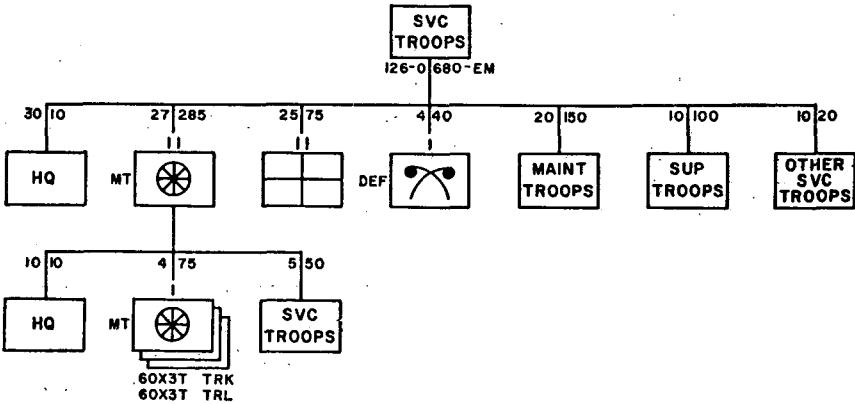 SVC
TROOPS
126-0 680-EM
30 10
27 285
25 75
4 40
20 150
10 100
10 20
HQ
MT
DEF
MAINT
TROOPS
SUP
TROOPS
OTHER
SVC
TROOPS
10 10
4 75
5 50
HQ
MT
SVC
TROOPS
60X3T TRK
60X3T TRL